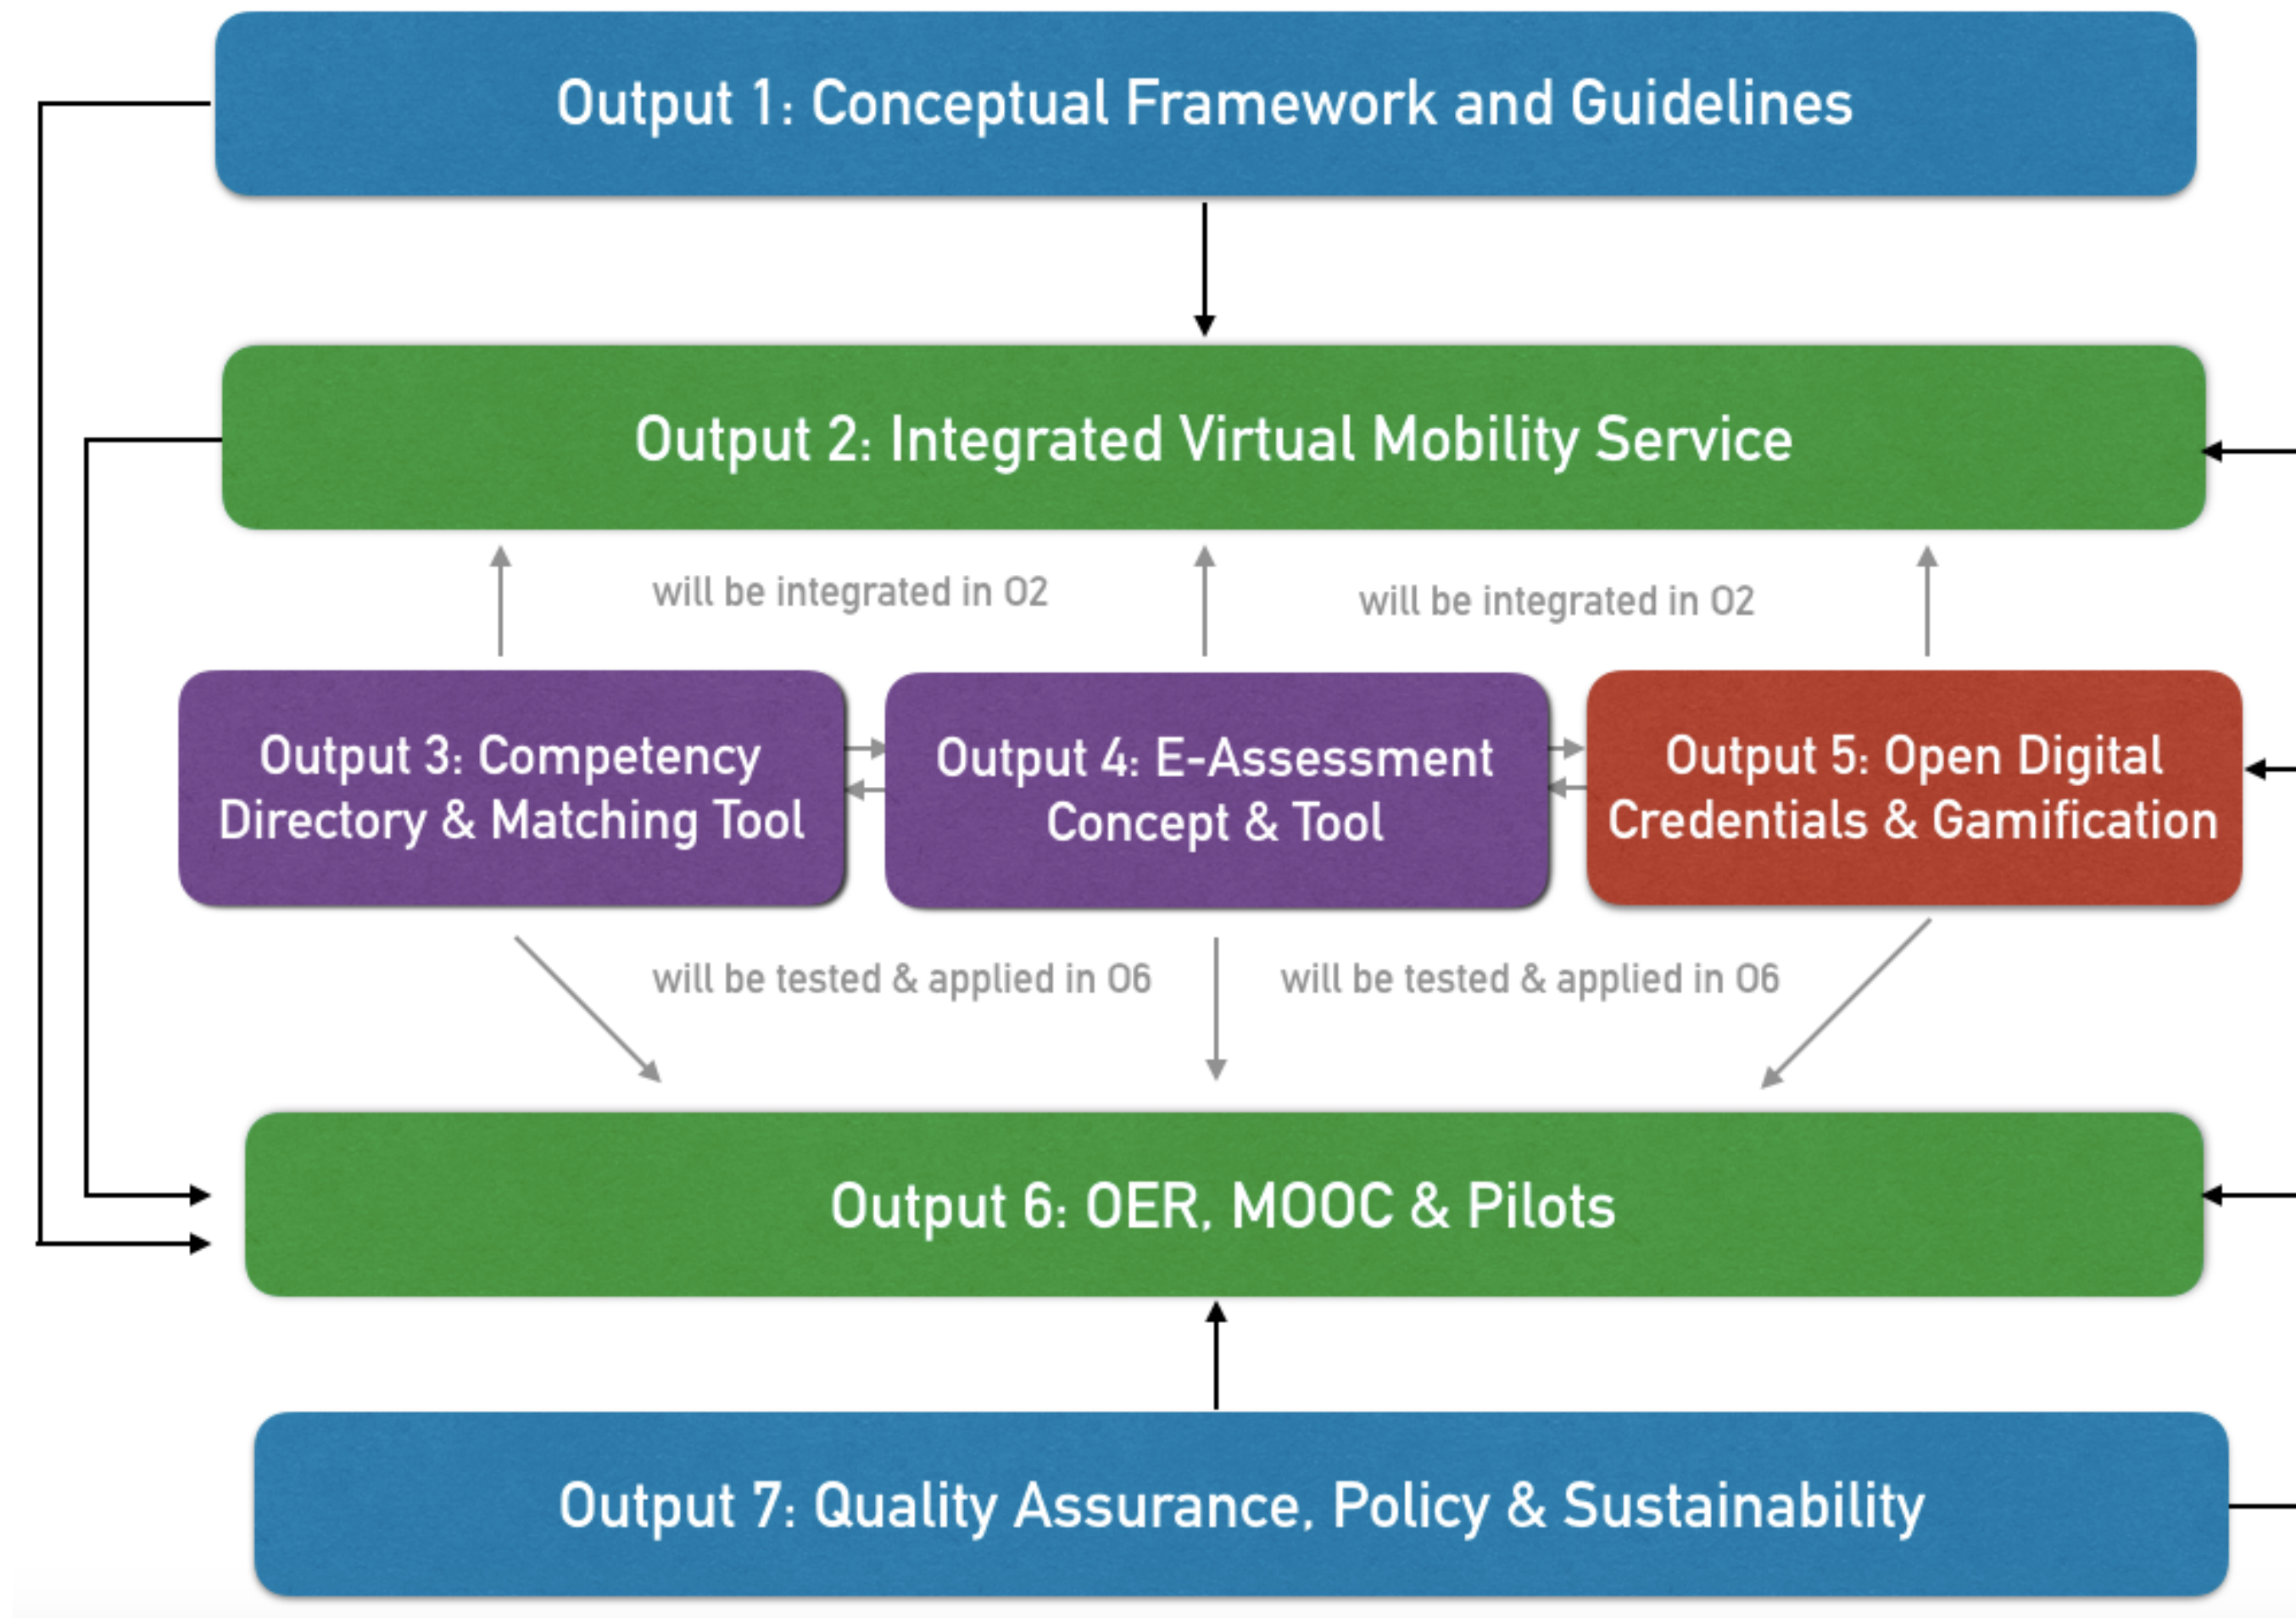 Output 1: Conceptual Framework and Guidelines
Output 2: Integrated Virtual Mobility Service
will be integrated in O2
will be integrated in O2
Output 3: Competency
Directory & Matching Tool
Output 4: E-Assessment
Concept & Tool
Output 5: Open Digital
Credentials & Gamification
will be tested & applied in O6
will be tested & applied in O6
Output 6: OER, MOOC & Pilots
Output 7: Quality Assurance, Policy & Sustainability